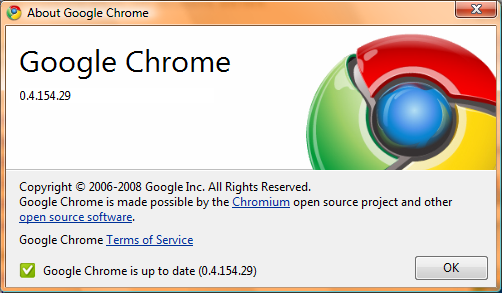 About Google Chrome
Google Chrome
0.4.154.29
Copyright © 2006-2008 Google Inc. All Rights Reserved.
Google Chrome is made possible by the Chromium open source project and other
open source software.
Google Chrome Terms of Service
Google Chrome is up to date (0.4.154.29)
OK